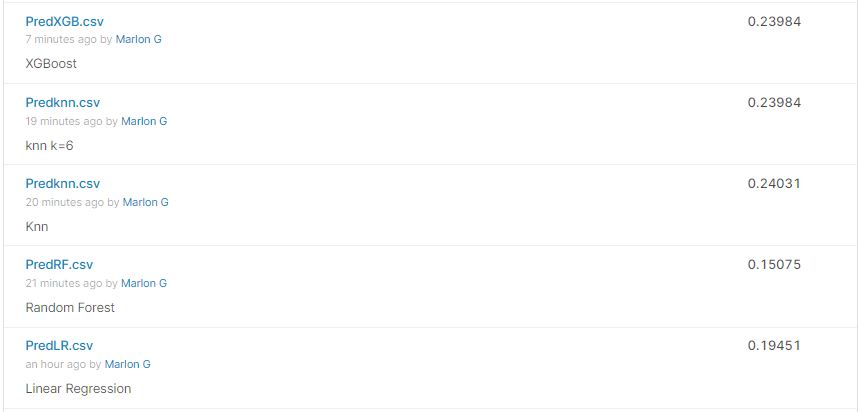 PredXGB.csv 0.23984
7 minutes ago by Marlon G
XGBoost
Predknn.csv 0.23984
19 minutes ago by Marlon G
knn k=6
Predknn.csv 0.24031
20 minutes ago by Marlon G
Knn
PredRF.csv 0.15075
21 minutes ago by Marlon G
Random Forest
PredLR.csv 0.19451
an hour ago by Marlon G
Linear Regression